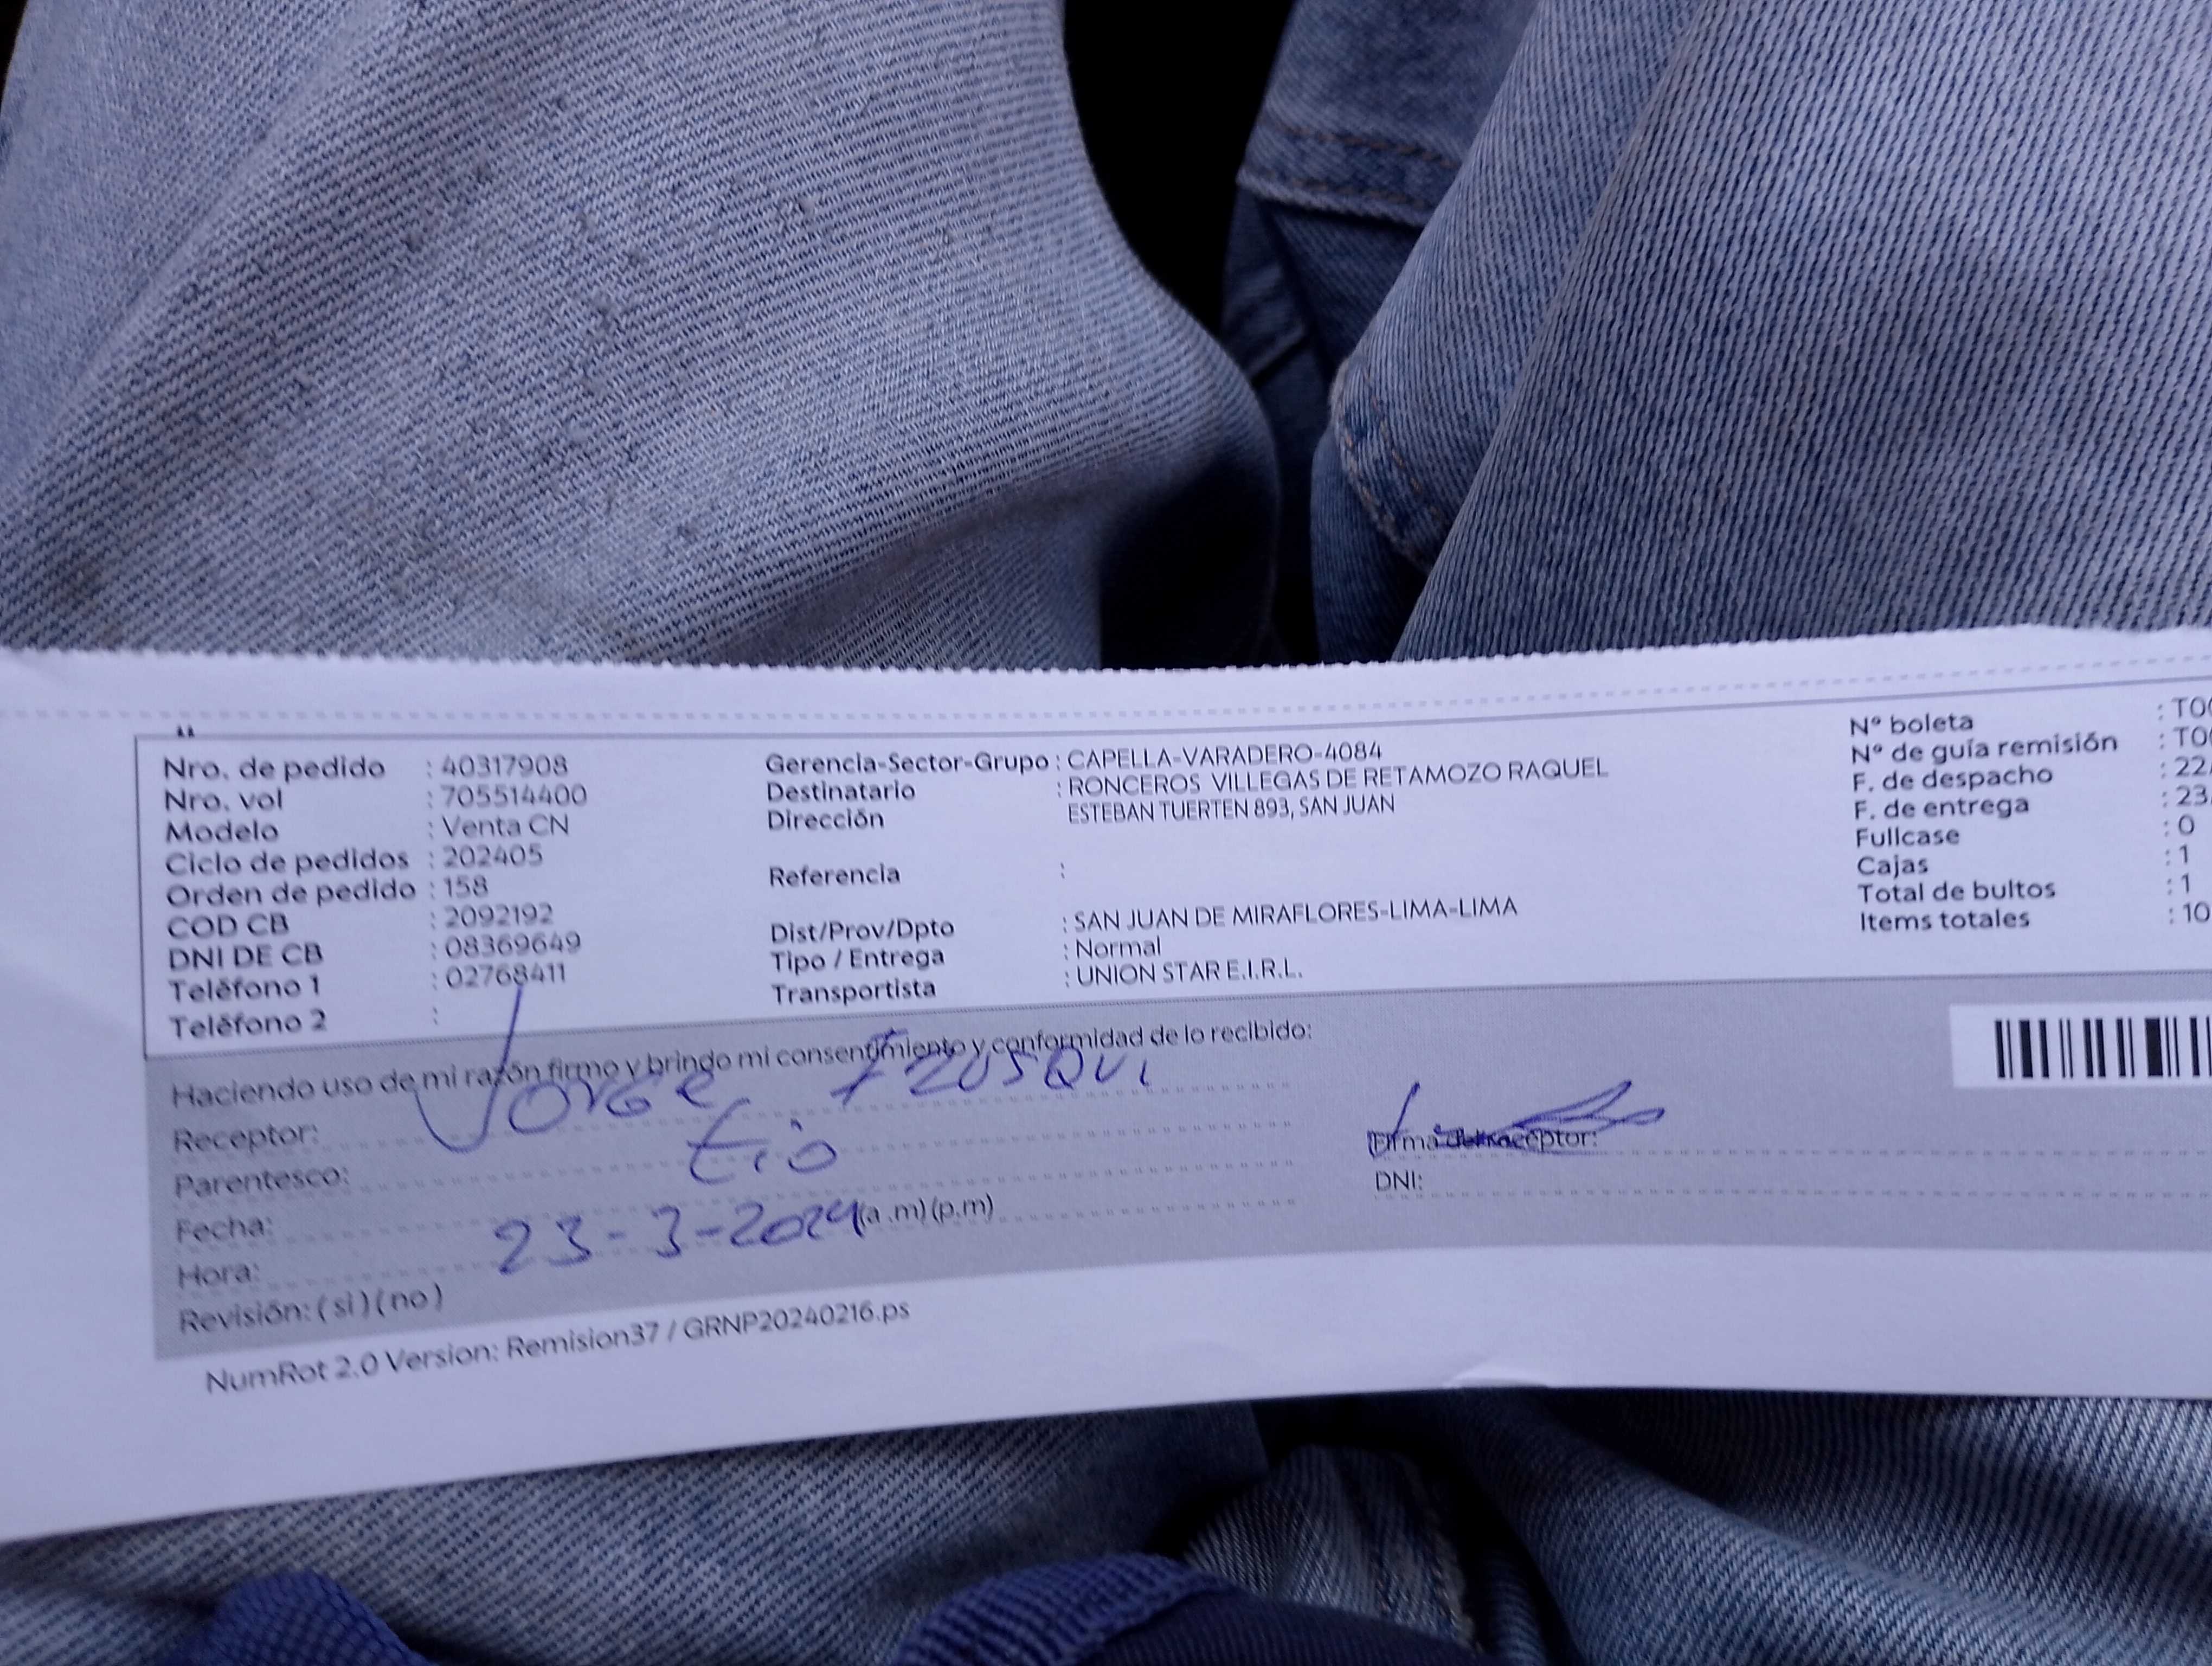 Nro. de pedido : 40317908
Nro. vol : 705514400
Modelo : Venta CN
Ciclo de pedidos : 202405
Orden de pedido : 158
COD CB : 2092192
DNI DE CB : 08369649
Teléfono 1 : 02768411
Teléfono 2 :
Gerencia-Sector-Grupo : CAPELLA-VARADERO-4084
Destinatario : RONCEROS VILLEGAS DE RETAMOZO RAQUEL
Dirección ESTEBAN TUERTEN 893, SAN JUAN
Referencia :
Dist/Prov/Dpto : SAN JUAN DE MIRAFLORES-LIMA-LIMA
Tipo / Entrega : Normal
Transportista : UNION STAR E.I.R.L.
N° boleta : T00
N° de guía remisión : T00
F. de despacho : 22
F. de entrega : 23
Fullcase : 0
Cajas : 1
Total de bultos : 1
Items totales : 10
Haciendo uso de mi razón firmo y brindo mi consentimiento y conformidad de lo recibido:
Receptor: Jorge
Parentesco: tio
Fecha: 23-3-2024
Hora: (a.m)(p.m)
Revisión: (si)(no)
Firma del receptor:
DNI:
NumRot 2.0 Version: Remision37 / GRNP20240216.ps